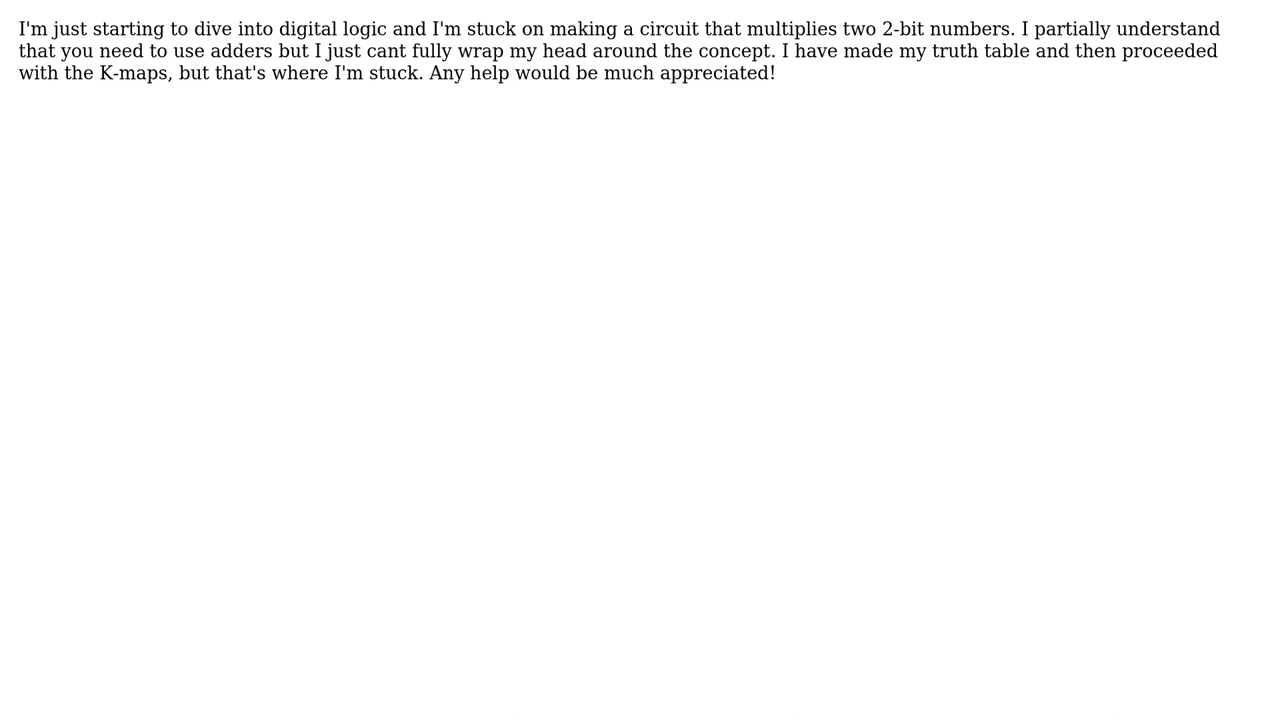 I'm just starting to dive into digital logic and I'm stuck on making a circuit that multiplies two 2-bit numbers. I partially understand
that you need to use adders but I just cant fully wrap my head around the concept. I have made my truth table and then proceeded
with the K-maps, but that's where I'm stuck. Any help would be much appreciated!